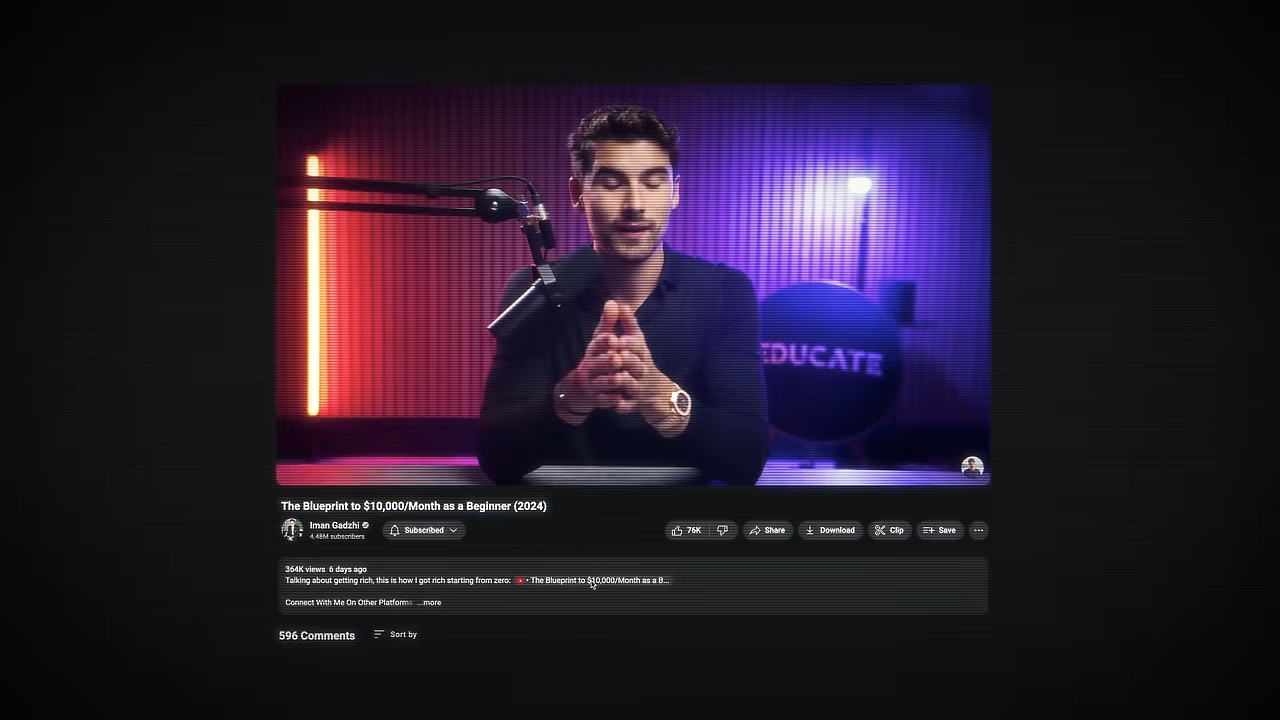 EDUCATE
The Blueprint to $10,000/Month as a Beginner (2024)
Iman Gadzhi
4.48M subscribers
Subscribed
76K
Share
Download
Clip
Save
364K views 6 days ago
Talking about getting rich, this is how I got rich starting from zero: • The Blueprint to $10,000/Month as a B...
Connect With Me On Other Platforms ...more
596 Comments
Sort by